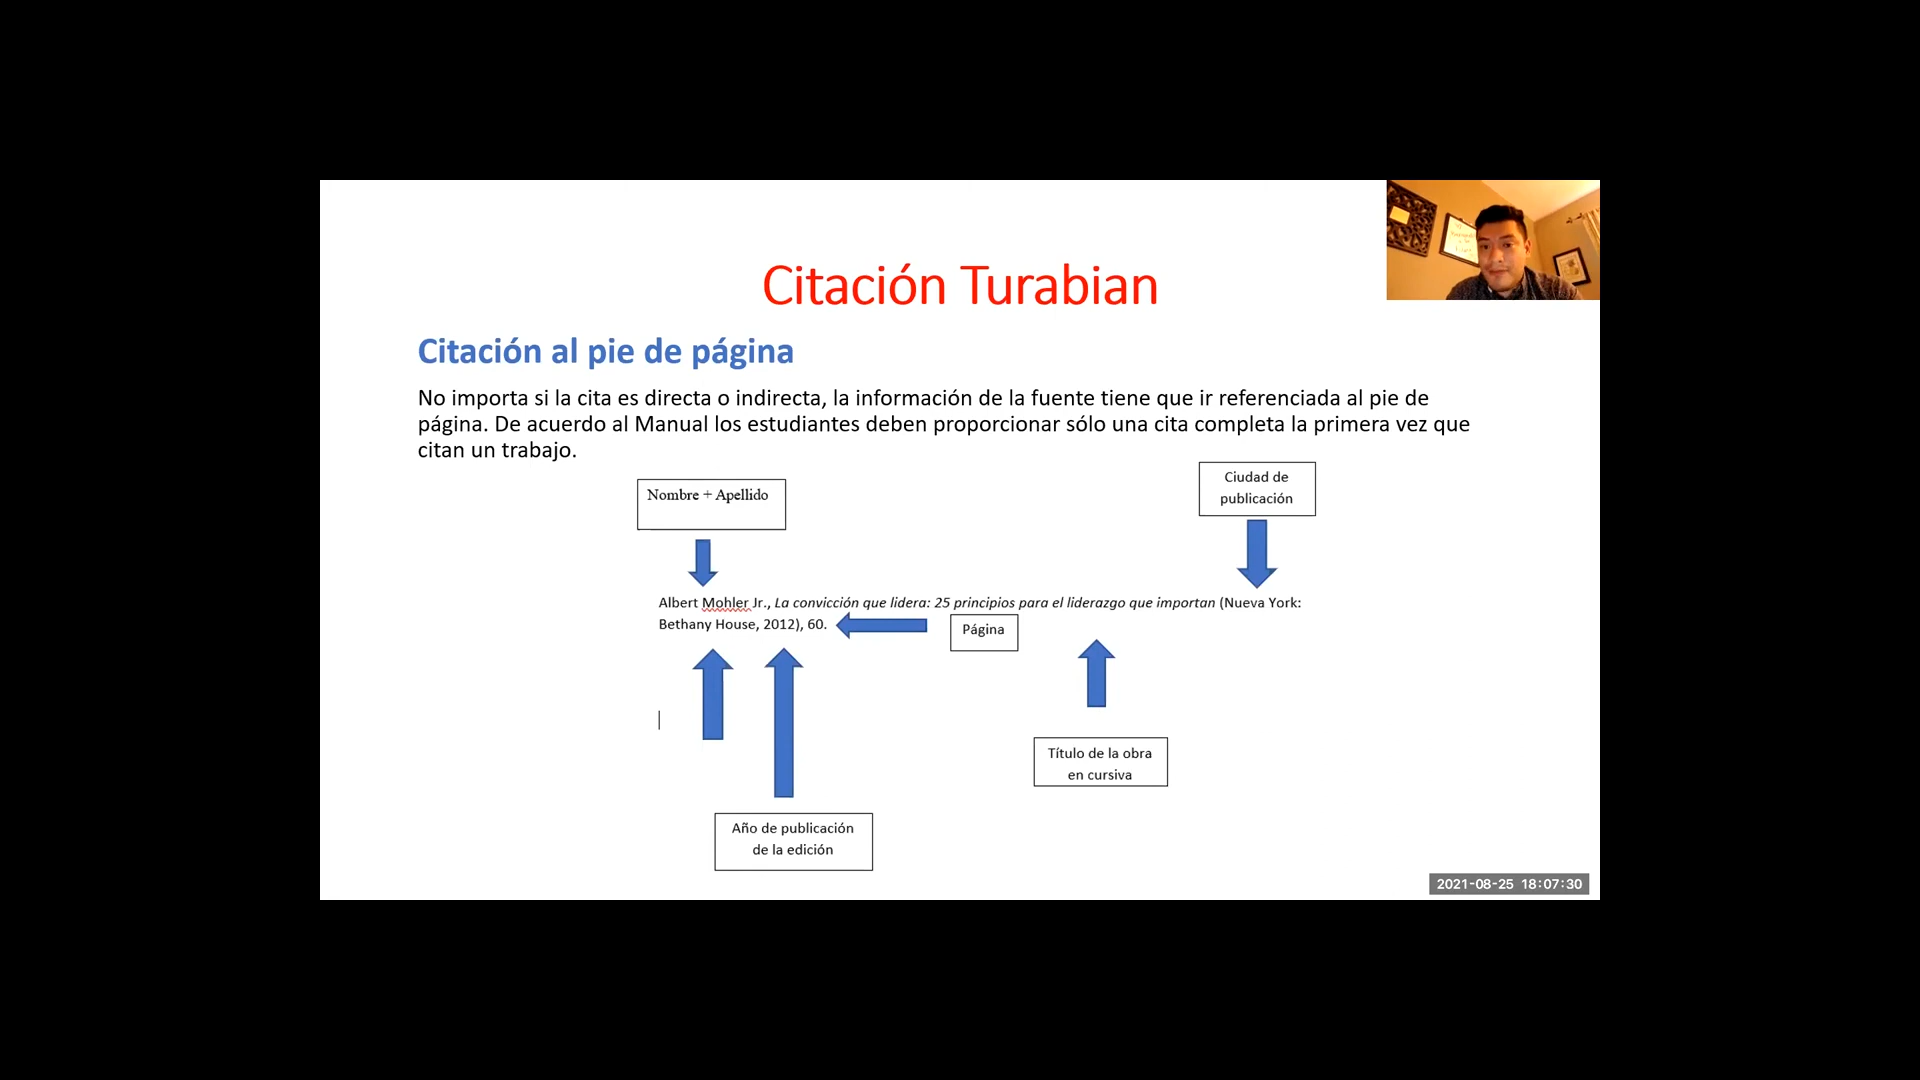 Citación Turabian
Citación al pie de página
No importa si la cita es directa o indirecta, la información de la fuente tiene que ir referenciada al pie de
página. De acuerdo al Manual los estudiantes deben proporcionar sólo una cita completa la primera vez que
citan un trabajo.
Nombre + Apellido
Ciudad de
publicación
Albert Mohler Jr., La convicción que lidera: 25 principios para el liderazgo que importan (Nueva York:
Bethany House, 2012), 60.
Página
Título de la obra
en cursiva
Año de publicación
de la edición
2021-08-25 18:07:30